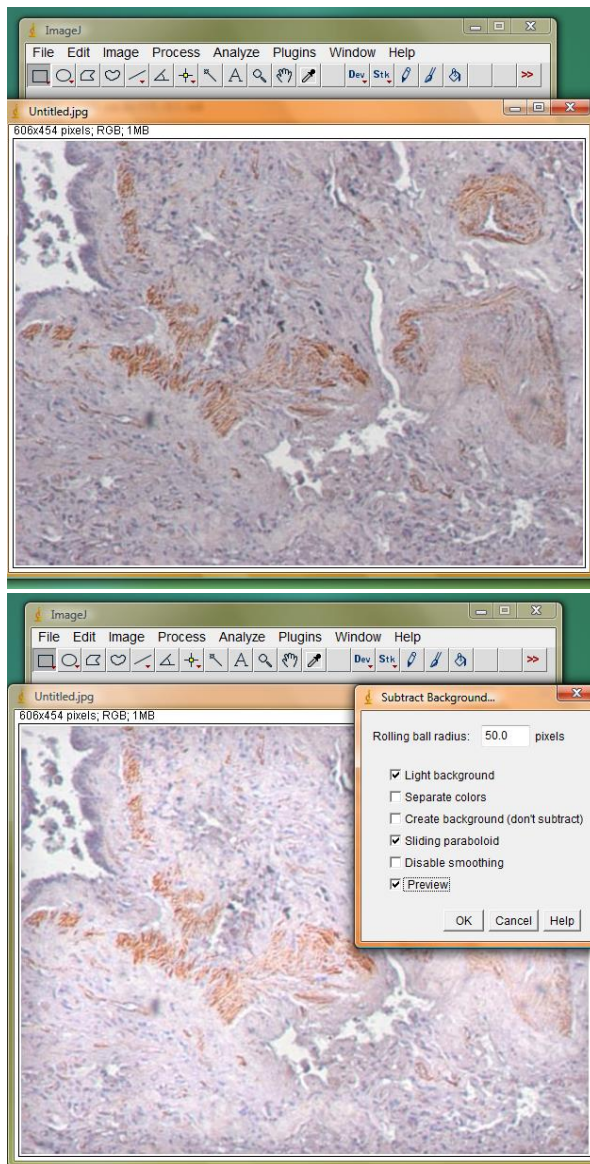 ImageJ
File Edit Image Process Analyze Plugins Window Help
Dev Stk >>
Untitled.jpg
606x454 pixels; RGB; 1MB
ImageJ
File Edit Image Process Analyze Plugins Window Help
Dev Stk >>
Untitled.jpg
606x454 pixels; RGB; 1MB
Subtract Background...
Rolling ball radius: 50.0 pixels
Light background
Separate colors
Create background (don't subtract)
Sliding paraboloid
Disable smoothing
Preview
OK Cancel Help